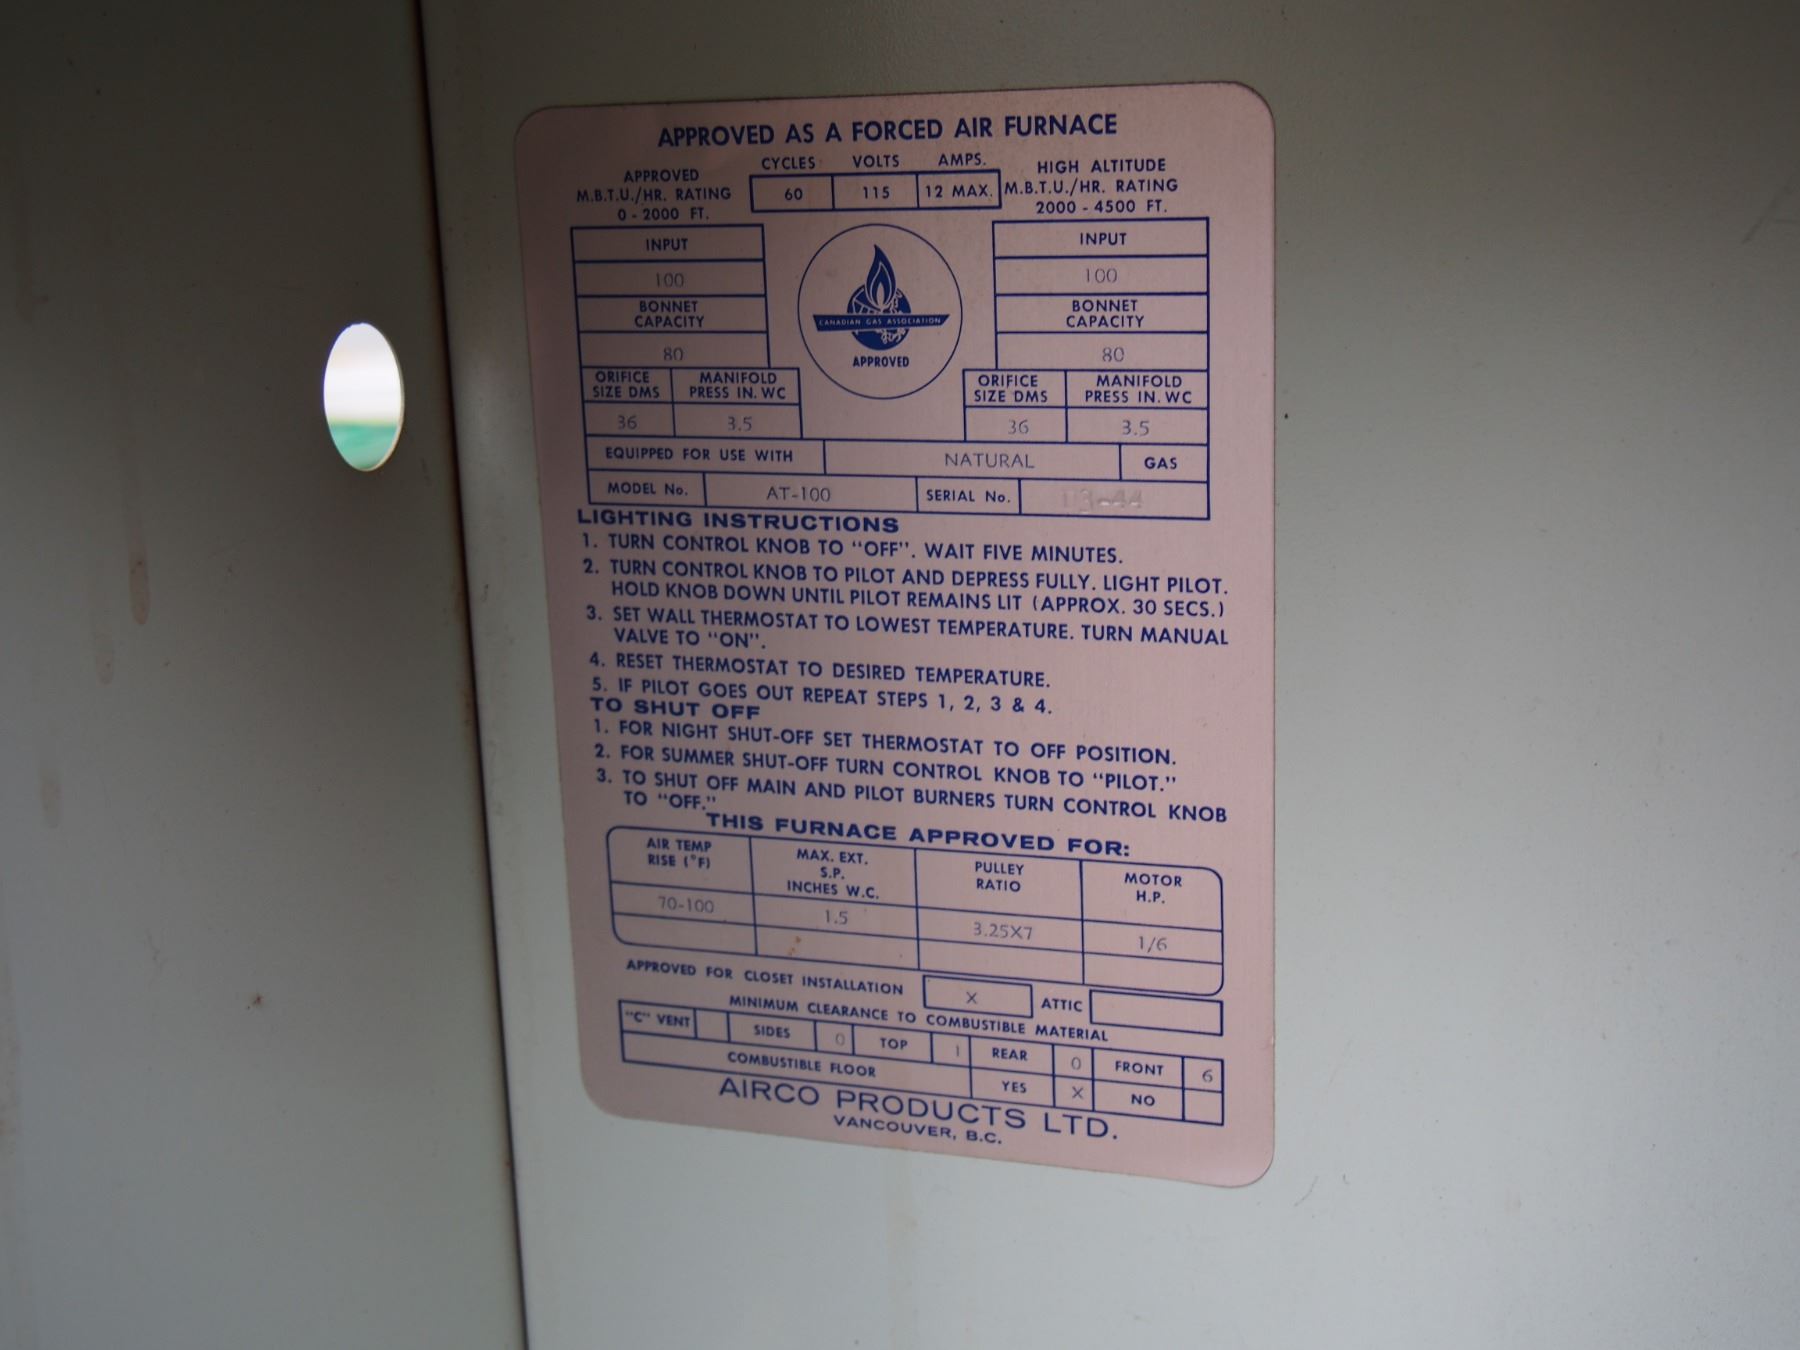 APPROVED AS A FORCED AIR FURNACE
CYCLES VOLTS AMPS.
60 115 12 MAX.
APPROVED
M.B.T.U./HR. RATING
0 - 2000 FT.
HIGH ALTITUDE
M.B.T.U./HR. RATING
2000 - 4500 FT.
INPUT
100
BONNET
CAPACITY
80
ORIFICE
SIZE DMS
MANIFOLD
PRESS IN. WC
36 3.5
CANADIAN GAS ASSOCIATION
APPROVED
INPUT
100
BONNET
CAPACITY
80
ORIFICE
SIZE DMS
MANIFOLD
PRESS IN. WC
36 3.5
EQUIPPED FOR USE WITH NATURAL GAS
MODEL No. AT-100 SERIAL No.
LIGHTING INSTRUCTIONS
1. TURN CONTROL KNOB TO "OFF". WAIT FIVE MINUTES.
2. TURN CONTROL KNOB TO PILOT AND DEPRESS FULLY. LIGHT PILOT.
HOLD KNOB DOWN UNTIL PILOT REMAINS LIT (APPROX. 30 SECS.)
3. SET WALL THERMOSTAT TO LOWEST TEMPERATURE. TURN MANUAL
VALVE TO "ON".
4. RESET THERMOSTAT TO DESIRED TEMPERATURE.
5. IF PILOT GOES OUT REPEAT STEPS 1, 2, 3 & 4.
TO SHUT OFF
1. FOR NIGHT SHUT-OFF SET THERMOSTAT TO OFF POSITION.
2. FOR SUMMER SHUT-OFF TURN CONTROL KNOB TO "PILOT."
3. TO SHUT OFF MAIN AND PILOT BURNERS TURN CONTROL KNOB
TO "OFF."
THIS FURNACE APPROVED FOR:
AIR TEMP
RISE (°F)
MAX. EXT.
S.P.
INCHES W.C.
PULLEY
RATIO
MOTOR
H.P.
70-100 1.5 3.25X7 1/6
APPROVED FOR CLOSET INSTALLATION X ATTIC
MINIMUM CLEARANCE TO COMBUSTIBLE MATERIAL
"C" VENT SIDES 0 TOP 1 REAR 0 FRONT 6
COMBUSTIBLE FLOOR YES X NO
AIRCO PRODUCTS LTD.
VANCOUVER, B.C.